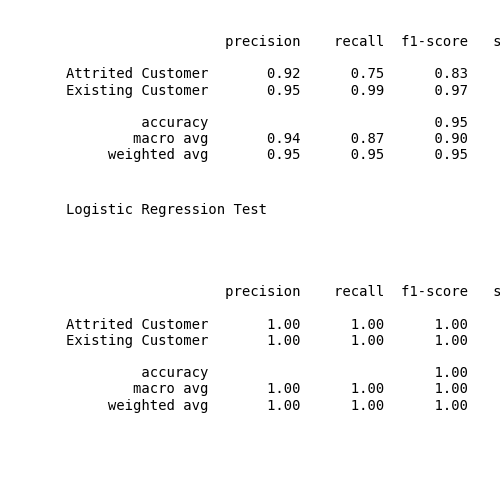 precision recall f1-score s
Attrited Customer 0.92 0.75 0.83
Existing Customer 0.95 0.99 0.97
accuracy 0.95
macro avg 0.94 0.87 0.90
weighted avg 0.95 0.95 0.95
Logistic Regression Test
precision recall f1-score s
Attrited Customer 1.00 1.00 1.00
Existing Customer 1.00 1.00 1.00
accuracy 1.00
macro avg 1.00 1.00 1.00
weighted avg 1.00 1.00 1.00